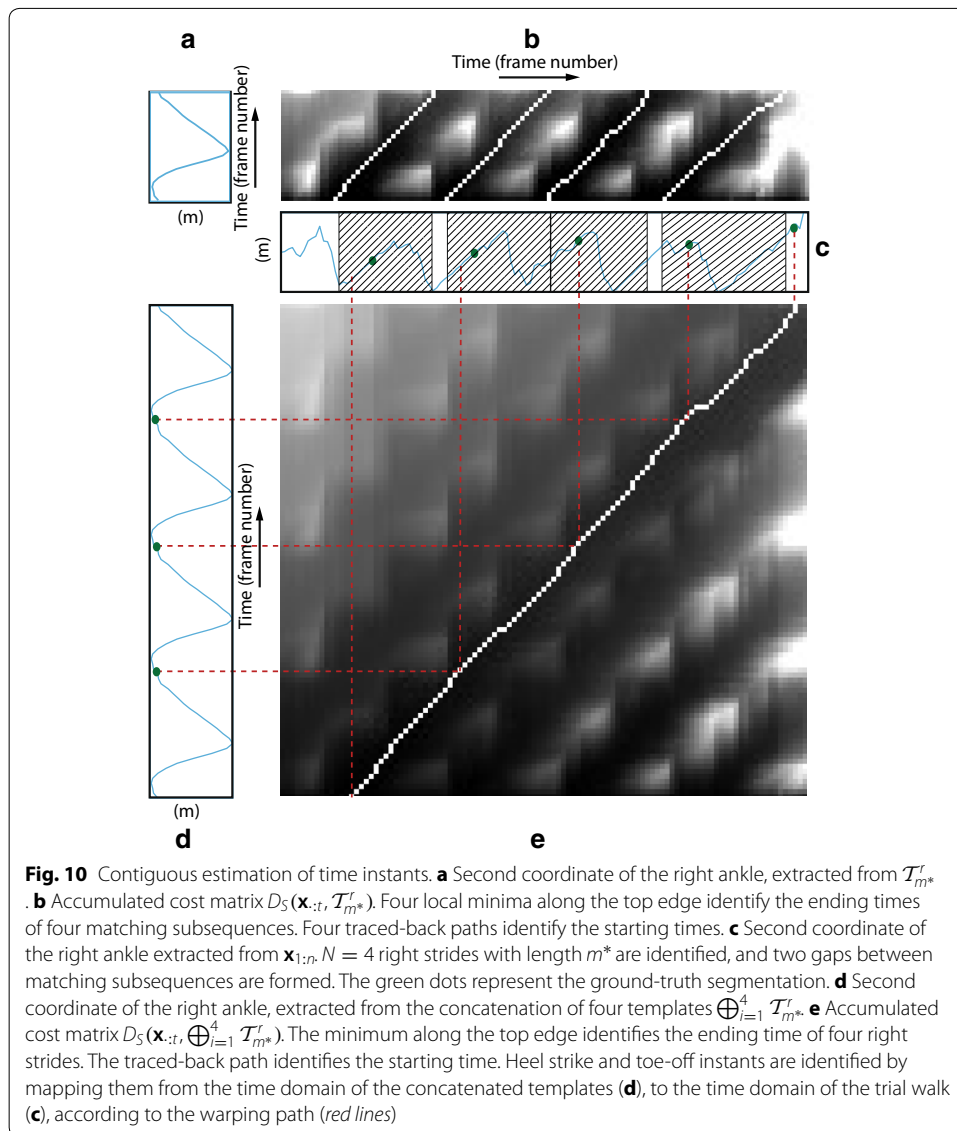 a
b
Time (frame number)
Time (frame number)
(m)
(m)
c
Time (frame number)
(m)
d
e
Fig. 10 Contiguous estimation of time instants. a Second coordinate of the right ankle, extracted from 𝒯ʳₘ*
. b Accumulated cost matrix D_S(x.:t, 𝒯ʳₘ*). Four local minima along the top edge identify the ending times
of four matching subsequences. Four traced-back paths identify the starting times. c Second coordinate of
the right ankle extracted from x₁:ₙ. N = 4 right strides with length m* are identified, and two gaps between
matching subsequences are formed. The green dots represent the ground-truth segmentation. d Second
coordinate of the right ankle, extracted from the concatenation of four templates ⨁⁴ᵢ₌₁ 𝒯ʳₘ*. e Accumulated
cost matrix D_S(x.:t, ⨁⁴ᵢ₌₁ 𝒯ʳₘ*). The minimum along the top edge identifies the ending time of four right
strides. The traced-back path identifies the starting time. Heel strike and toe-off instants are identified by
mapping them from the time domain of the concatenated templates (d), to the time domain of the trial walk
(c), according to the warping path (red lines)